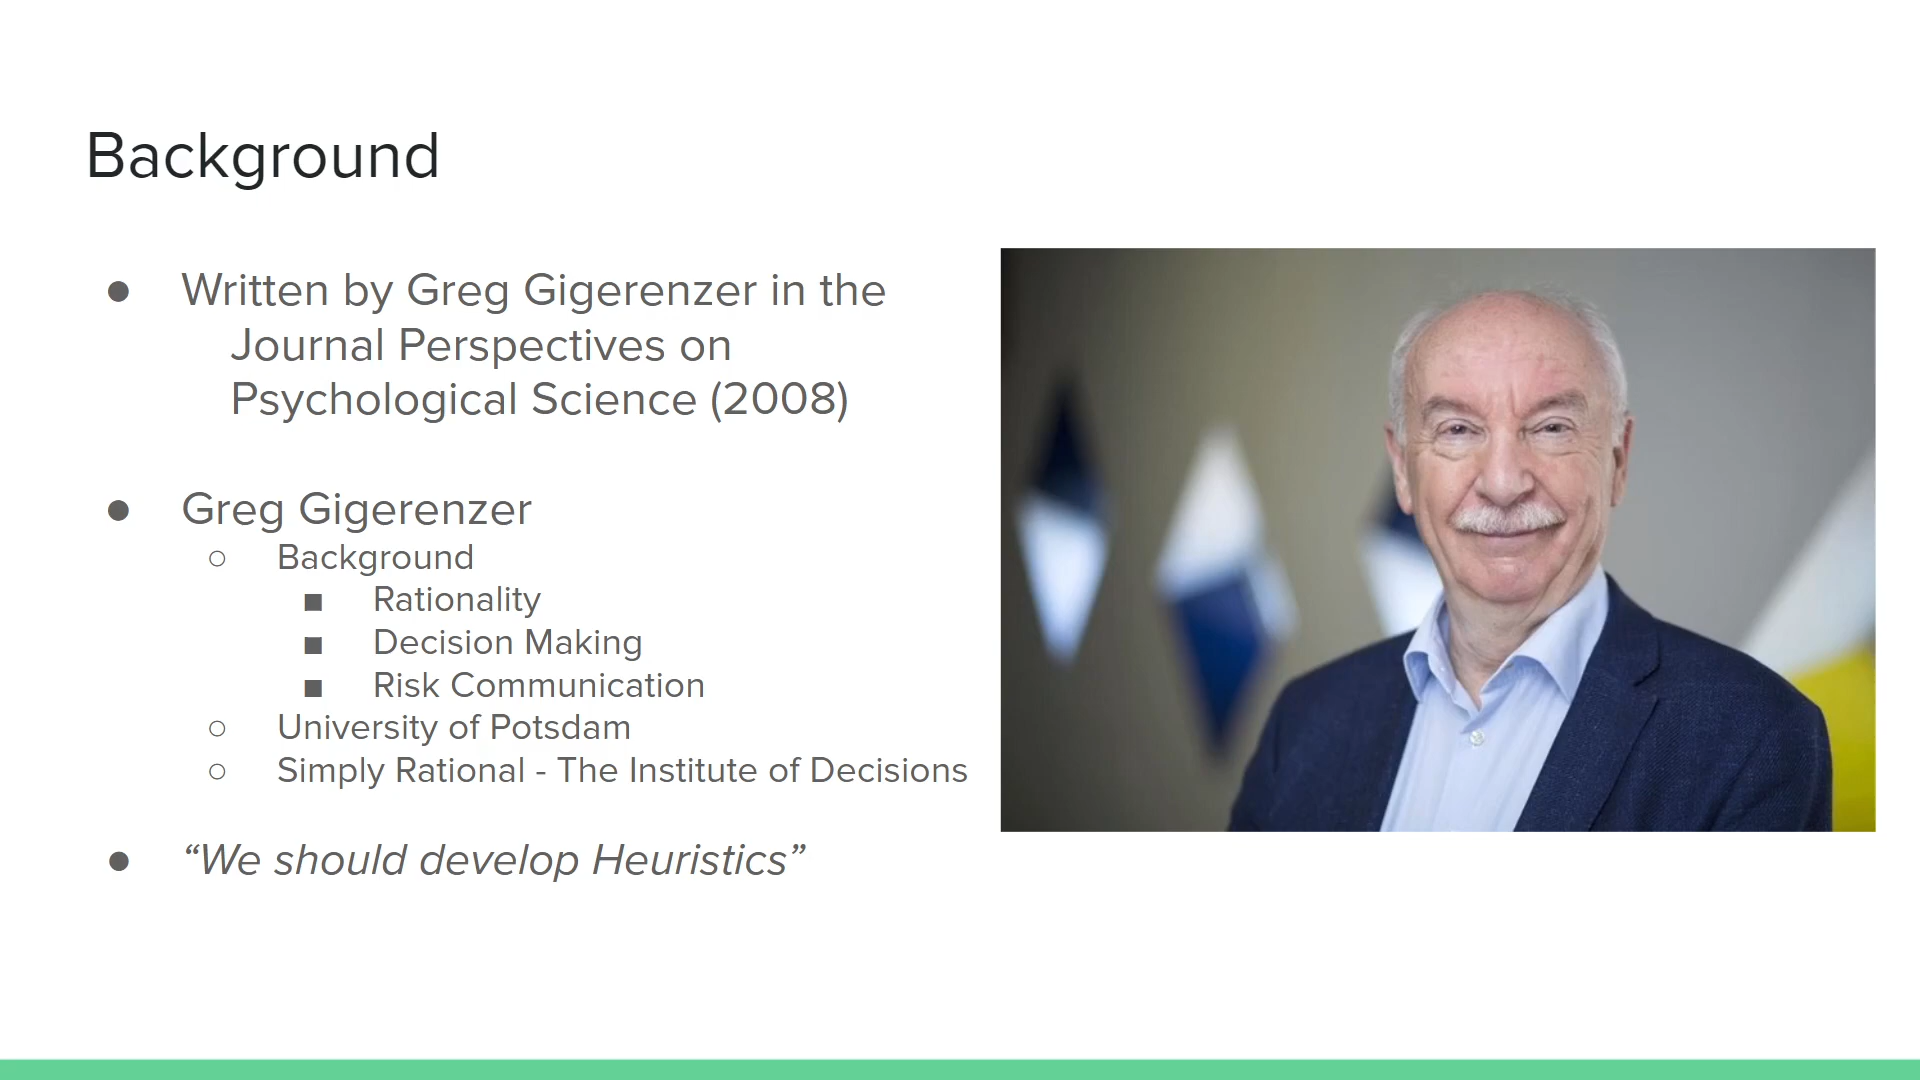 Background
● Written by Greg Gigerenzer in the
Journal Perspectives on
Psychological Science (2008)
● Greg Gigerenzer
○ Background
■ Rationality
■ Decision Making
■ Risk Communication
○ University of Potsdam
○ Simply Rational - The Institute of Decisions
● “We should develop Heuristics”